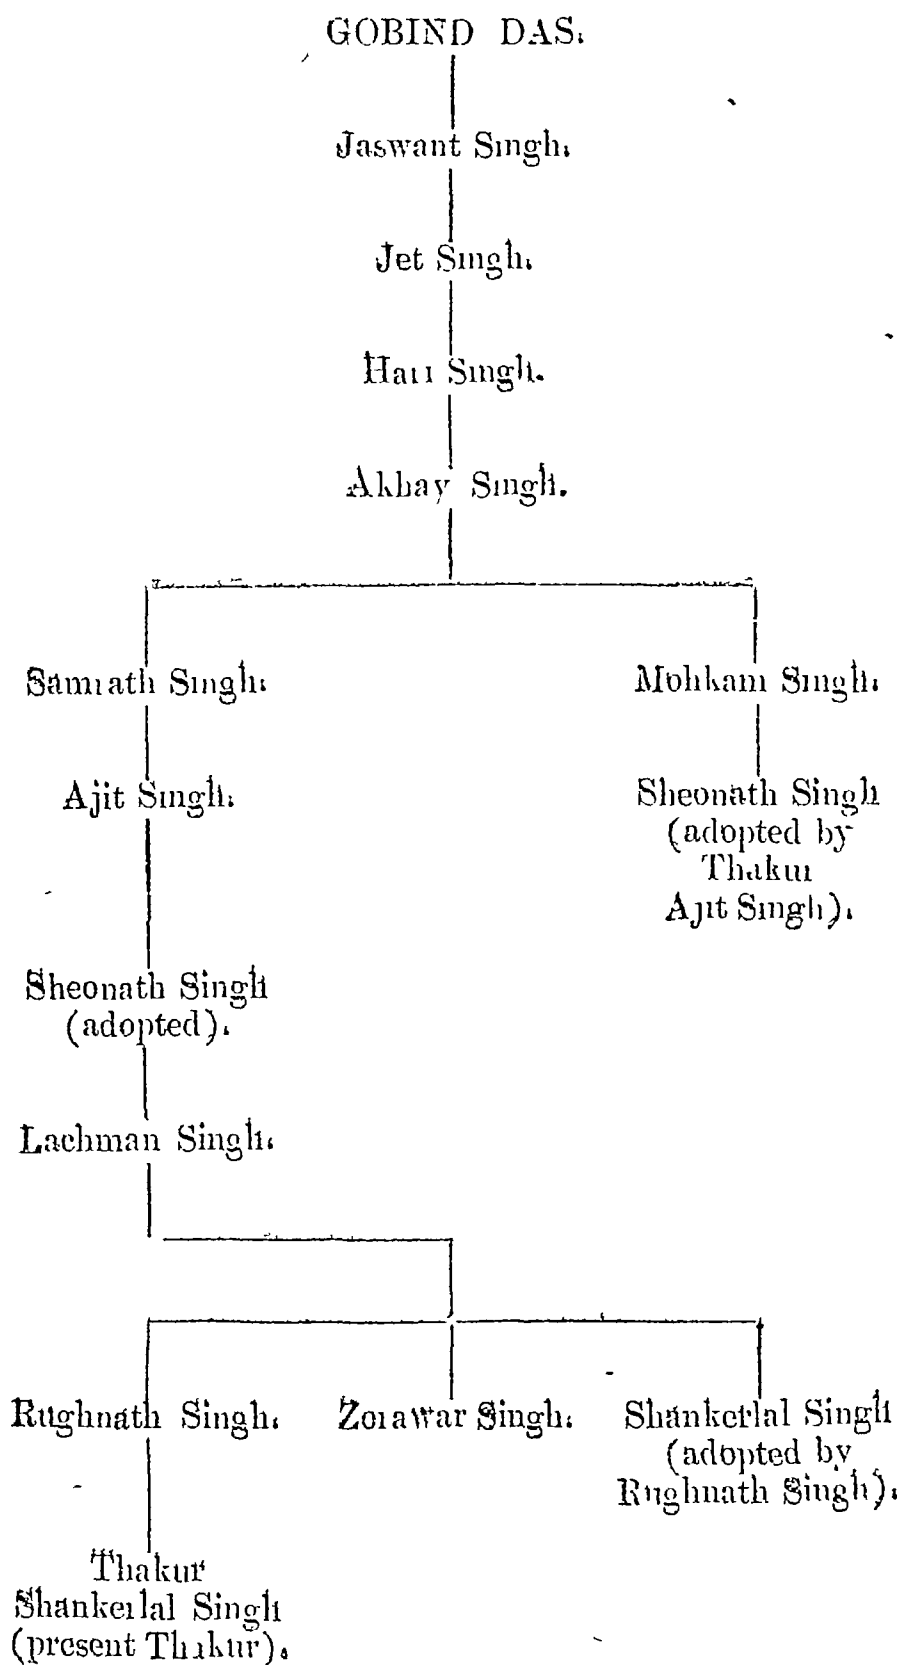 GOBIND DAS.
Jaswant Singh.
Jet Singh.
Hari Singh.
Akhay Singh.
Samrath Singh.
Mohkam Singh.
Ajit Singh.
Sheonath Singh
(adopted by
Thakur
Ajit Singh).
Sheonath Singh
(adopted).
Lachman Singh.
Rughnath Singh.
Zorawar Singh.
Shankerlal Singh
(adopted by
Rughnath Singh).
Thakur
Shankerlal Singh
(present Thakur).